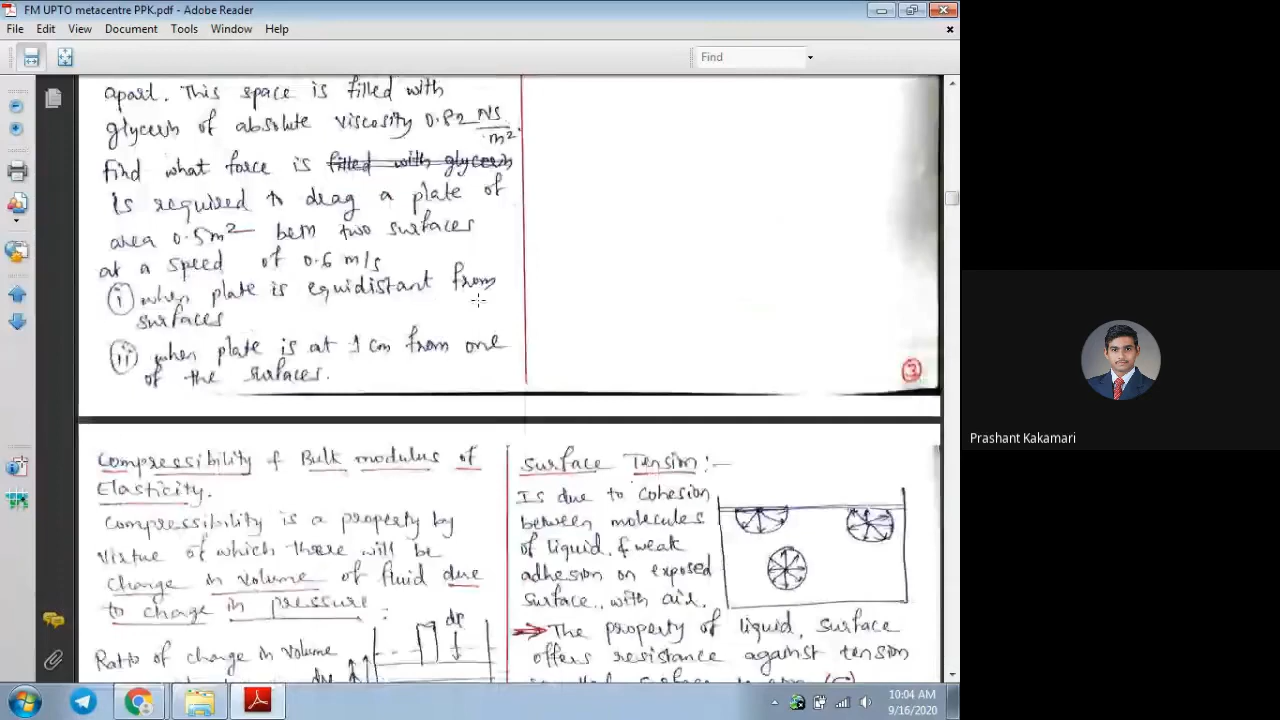 FM UPTO metacentre PPK.pdf - Adobe Reader
File Edit View Document Tools Window Help
Find
apart. This space is filled with
glycerin of absolute viscosity 0.82 NS/m².
find what force is filled with glycerin
is required to drag a plate of
area 0.5m² betn two surfaces
at a speed of 0.6 m/s
(i) when plate is equidistant from
surfaces
(ii) when plate is at 1 cm from one
of the surfaces.
3
Compressibility & Bulk modulus of
Elasticity.
Compressibility is a property by
virtue of which there will be
change in volume of fluid due
to change in pressure.
Ratio of change in volume
dp
Surface Tension :-
Is due to cohesion
between molecules
of liquid, & weak
adhesion on exposed
surface, with air.
⇒ The property of liquid, surface
offers resistance against tension
Prashant Kakamari
10:04 AM
9/16/2020